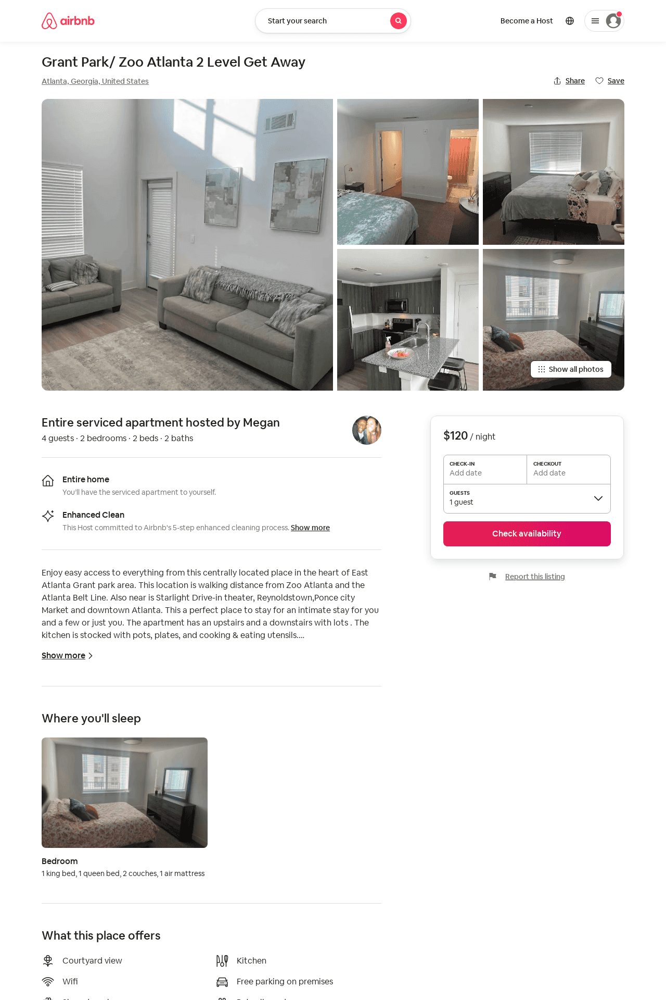 airbnb
Start your search
Become a Host
Grant Park/ Zoo Atlanta 2 Level Get Away
Atlanta, Georgia, United States
Share
Save
Show all photos
Entire serviced apartment hosted by Megan
4 guests · 2 bedrooms · 2 beds · 2 baths
Entire home
You'll have the serviced apartment to yourself.
Enhanced Clean
This Host committed to Airbnb's 5-step enhanced cleaning process. Show more
$120 / night
CHECK-IN
Add date
CHECKOUT
Add date
GUESTS
1 guest
Check availability
Report this listing
Enjoy easy access to everything from this centrally located place in the heart of East
Atlanta Grant park area. This location is walking distance from Zoo Atlanta and the
Atlanta Belt Line. Also near is Starlight Drive-in theater, Reynoldstown,Ponce city
Market and downtown Atlanta. This a perfect place to stay for an intimate stay for you
and a few or just you. The apartment has an upstairs and a downstairs with lots . The
kitchen is stocked with pots, plates, and cooking & eating utensils.…
Show more
Where you'll sleep
Bedroom
1 king bed, 1 queen bed, 2 couches, 1 air mattress
What this place offers
Courtyard view
Kitchen
Wifi
Free parking on premises